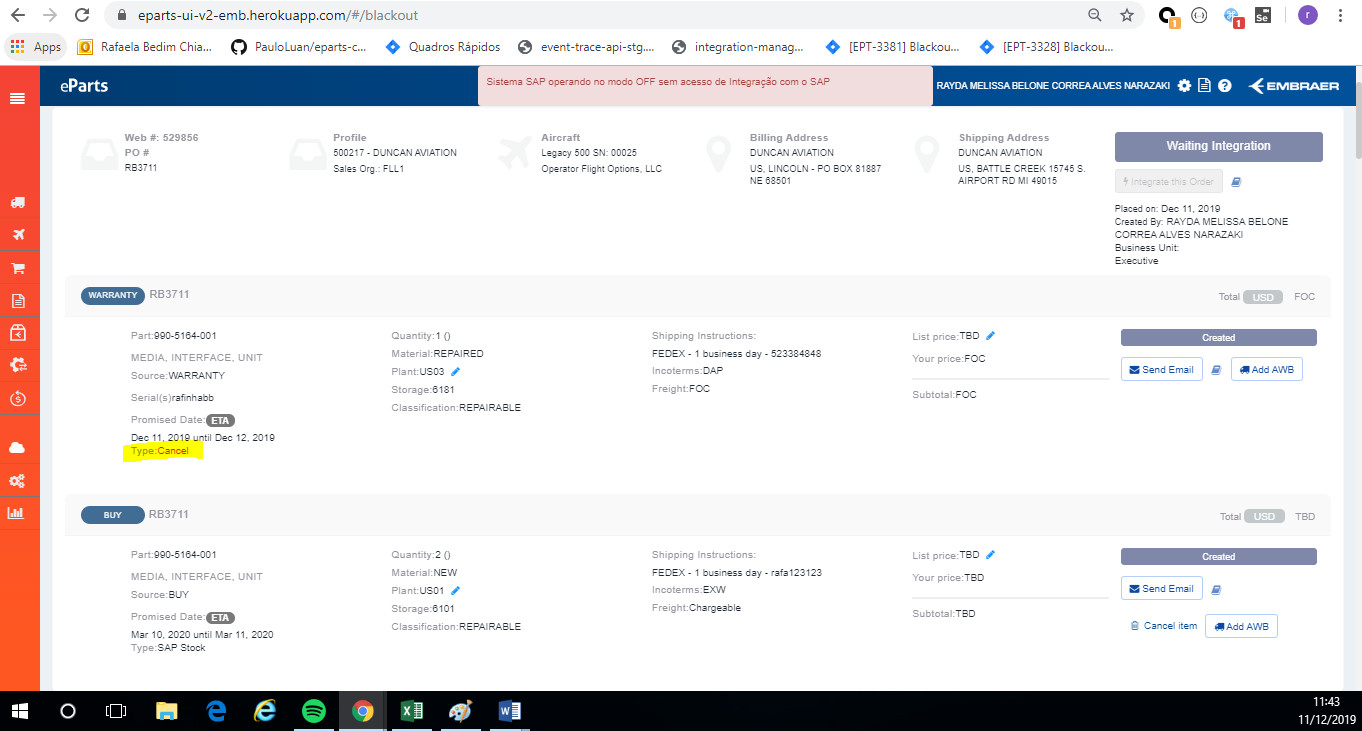 eparts-ui-v2-emb.herokuapp.com/#/blackout
1
1
Se
r
Apps
Rafaela Bedim Chia...
PauloLuan/eparts-c...
Quadros Rápidos
event-trace-api-stg....
integration-manag...
[EPT-3381] Blackou...
[EPT-3328] Blackou...
eParts
Sistema SAP operando no modo OFF sem acesso de Integração com o SAP
RAYDA MELISSA BELONE CORREA ALVES NARAZAKI
EMBRAER
Web #: 529856
PO #
RB3711
Profile
500217 - DUNCAN AVIATION
Sales Org.: FLL1
Aircraft
Legacy 500 SN: 00025
Operator Flight Options, LLC
Billing Address
DUNCAN AVIATION
US, LINCOLN - PO BOX 81887
NE 68501
Shipping Address
DUNCAN AVIATION
US, BATTLE CREEK 15745 S.
AIRPORT RD MI 49015
Waiting Integration
Integrate this Order
Placed on: Dec 11, 2019
Created By: RAYDA MELISSA BELONE
CORREA ALVES NARAZAKI
Business Unit:
Executive
WARRANTY RB3711
Total USD FOC
Part:990-5164-001
MEDIA, INTERFACE, UNIT
Source:WARRANTY
Serial(s)rafinhabb
Promised Date:ETA
Dec 11, 2019 until Dec 12, 2019
Type:Cancel
Quantity:1 ()
Material:REPAIRED
Plant:US03
Storage:6181
Classification:REPAIRABLE
Shipping Instructions:
FEDEX - 1 business day - 523384848
Incoterms:DAP
Freight:FOC
List price:TBD
Your price:FOC
Subtotal:FOC
Created
Send Email
Add AWB
BUY RB3711
Total USD TBD
Part:990-5164-001
MEDIA, INTERFACE, UNIT
Source:BUY
Promised Date:ETA
Mar 10, 2020 until Mar 11, 2020
Type:SAP Stock
Quantity:2 ()
Material:NEW
Plant:US01
Storage:6101
Classification:REPAIRABLE
Shipping Instructions:
FEDEX - 1 business day - rafa123123
Incoterms:EXW
Freight:Chargeable
List price:TBD
Your price:TBD
Subtotal:TBD
Created
Send Email
Cancel item
Add AWB
11:43
11/12/2019